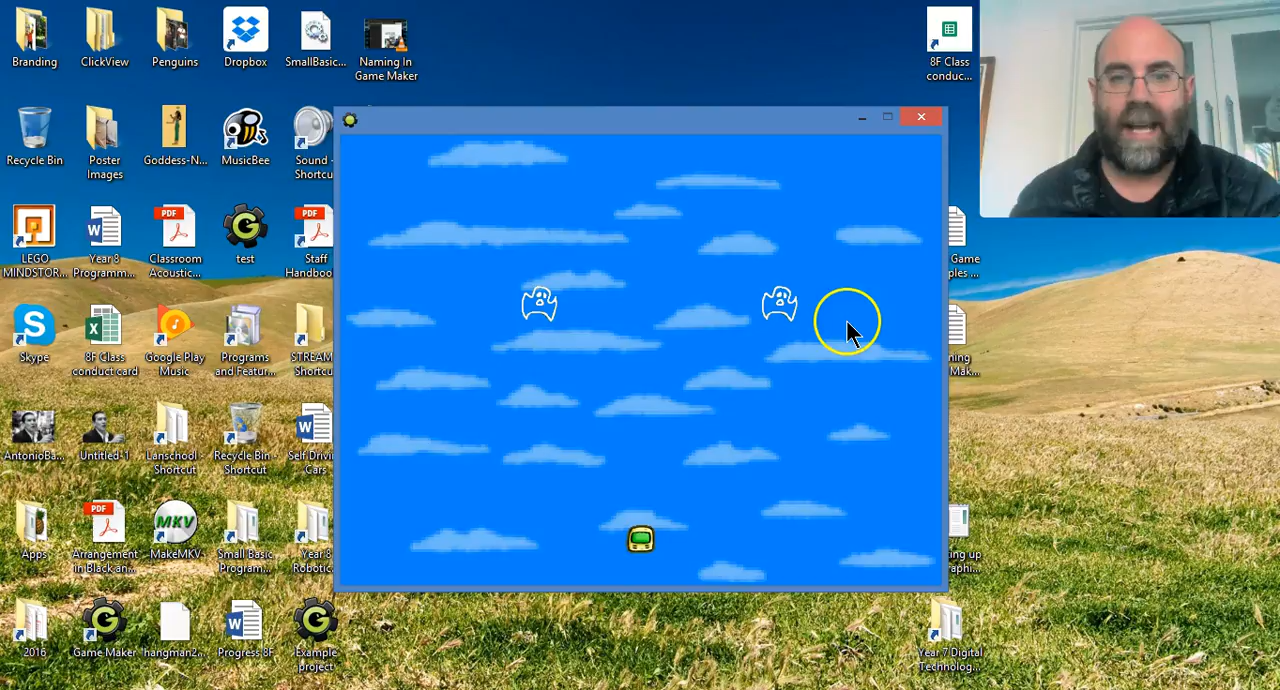 Branding
ClickView
Penguins
Dropbox
SmallBasic...
Naming In
Game Maker
8F Class
conduc...
Recycle Bin
Poster
Images
Goddess-N...
MusicBee
Sound -
Shortcu
PDF
PDF
LEGO
MINDSTOR...
Year 8
Programm...
Classroom
Acoustic...
test
Staff
Handboo
Game
ples ...
Skype
8F Class
conduct card
Google Play
Music
Programs
and Featur...
STREAM
Shortcu
ning
Mak...
AntonioBa...
Untitled-1
Lanschool -
Shortcut
Recycle Bin -
Shortcut
Self Drivin
Cars
PDF
MKV
Apps
Arrangement
in Black an...
MakeMKV
Small Basic
Program...
Year 8
Robotic...
ing up
raphi...
2016
Game Maker
hangman2...
Progress 8F
Example
project
Year 7 Digital
Technolog...